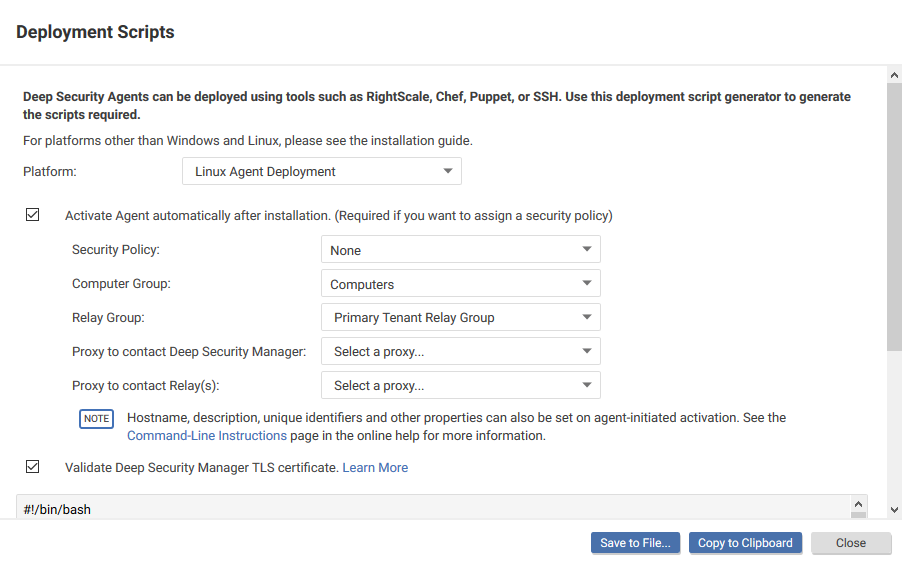 Deployment Scripts
Deep Security Agents can be deployed using tools such as RightScale, Chef, Puppet, or SSH. Use this deployment script generator to generate
the scripts required.
For platforms other than Windows and Linux, please see the installation guide.
Platform: Linux Agent Deployment
Activate Agent automatically after installation. (Required if you want to assign a security policy)
Security Policy: None
Computer Group: Computers
Relay Group: Primary Tenant Relay Group
Proxy to contact Deep Security Manager: Select a proxy...
Proxy to contact Relay(s): Select a proxy...
NOTE Hostname, description, unique identifiers and other properties can also be set on agent-initiated activation. See the
Command-Line Instructions page in the online help for more information.
Validate Deep Security Manager TLS certificate. Learn More
#!/bin/bash
Save to File... Copy to Clipboard Close